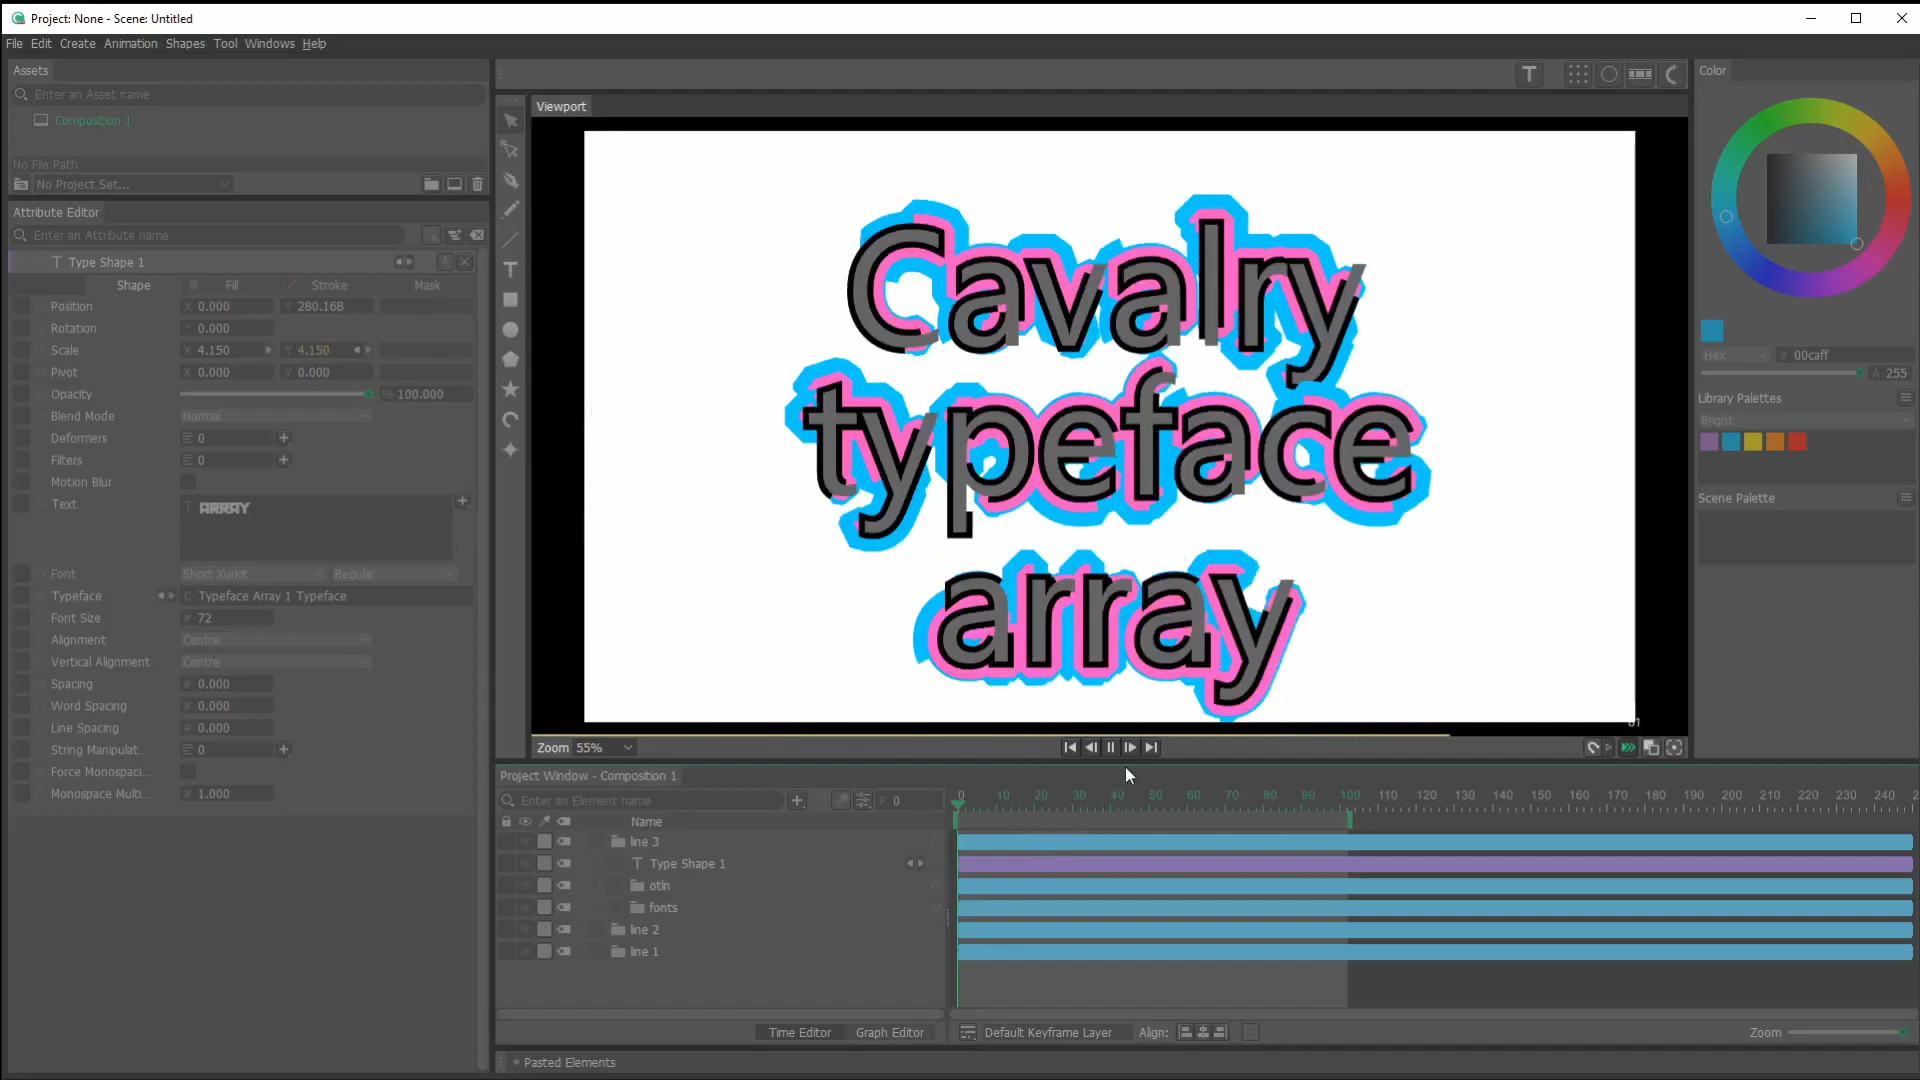 Project: None - Scene: Untitled
File Edit Create Animation Shapes Tool Windows Help
Assets
Enter an Asset name
Composition 1
No File Path
No Project Set...
Attribute Editor
Enter an Attribute name
Type Shape 1
Shape Fill Stroke Mask
Position X 0.000 Y 280.168
Rotation ° 0.000
Scale X 4.150 Y 4.150
Pivot X 0.000 Y 0.000
Opacity % 100.000
Blend Mode Normal
Deformers 0
Filters 0
Motion Blur
Text T ARRAY
Font Short Xurkit Regular
Typeface C Typeface Array 1 Typeface
Font Size # 72
Alignment Centre
Vertical Alignment Centre
Spacing # 0.000
Word Spacing # 0.000
Line Spacing # 0.000
String Manipulat... 0
Force Monospaci...
Monospace Multi... # 1.000
Viewport
Cavalry
typeface
array
Zoom 55%
Color
Hex # 00caff
A 255
Library Palettes
Bright
Scene Palette
Project Window - Composition 1
Enter an Element name F 0
0 10 20 30 40 50 60 70 80 90 100 110 120 130 140 150 160 170 180 190 200 210 220 230 240
Name
line 3
Type Shape 1
otln
fonts
line 2
line 1
Time Editor Graph Editor Default Keyframe Layer Align: Zoom
Pasted Elements